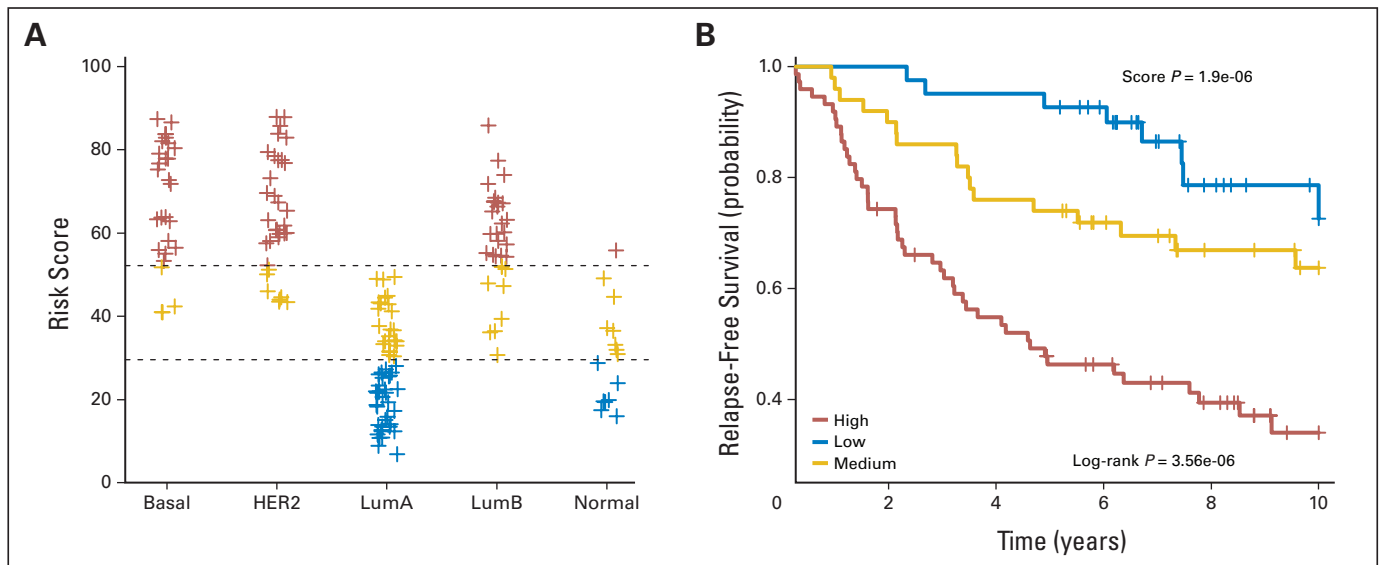 A
Risk Score
100
80
60
40
20
0
Basal
HER2
LumA
LumB
Normal
B
Relapse-Free Survival (probability)
1.0
0.8
0.6
0.4
Score P = 1.9e-06
High
Low
Medium
Log-rank P = 3.56e-06
0
2
4
6
8
10
Time (years)